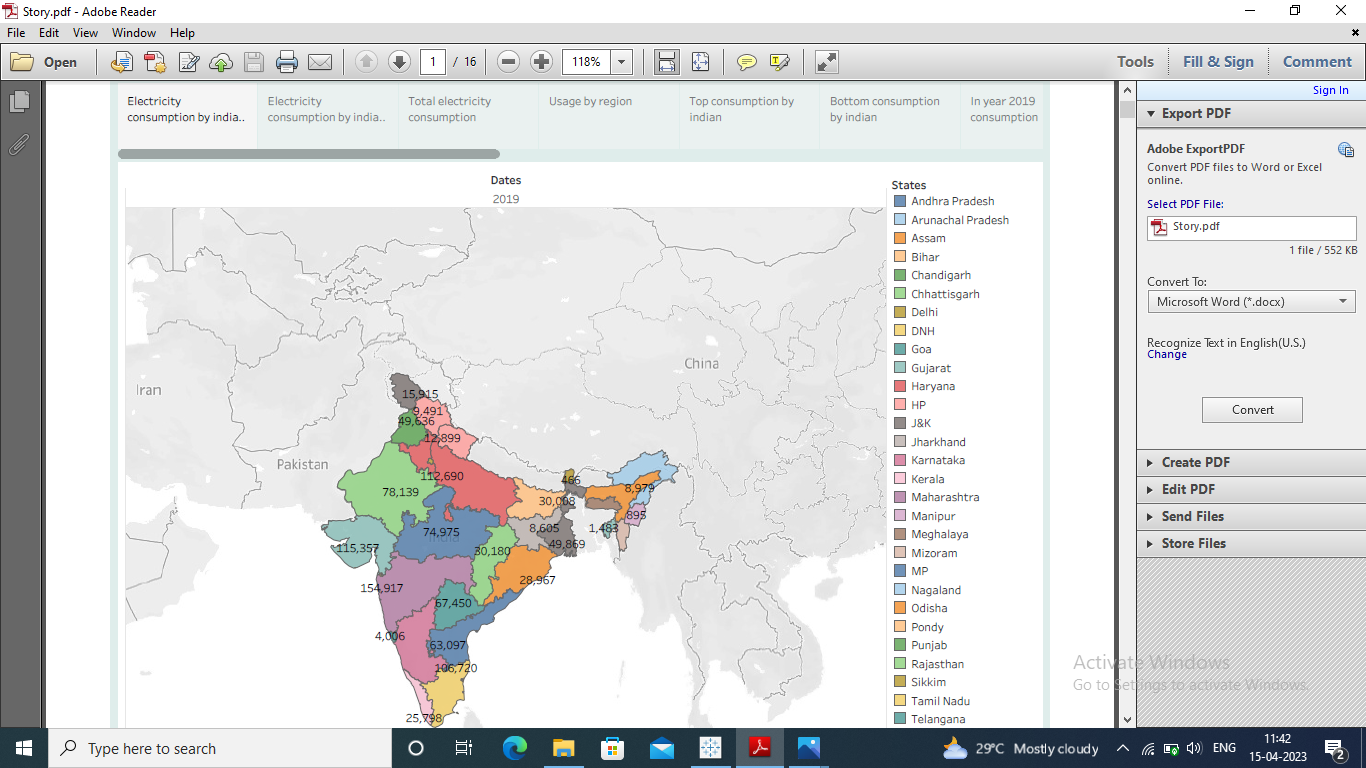 Story.pdf - Adobe Reader
File Edit View Window Help
Open
1 / 16
118%
Tools Fill & Sign Comment
Electricity
consumption by india..
Electricity
consumption by india..
Total electricity
consumption
Usage by region
Top consumption by
indian
Bottom consumption
by indian
In year 2019
consumption
Dates
2019
Iran
Pakistan
China
15,915
9,491
49,636
12,899
112,690
78,139
466
8,979
30,008
895
1,483
8,605
74,975
49,869
115,357
30,180
28,967
154,917
67,450
4,006
63,097
106,720
25,798
States
Andhra Pradesh
Arunachal Pradesh
Assam
Bihar
Chandigarh
Chhattisgarh
Delhi
DNH
Goa
Gujarat
Haryana
HP
J&K
Jharkhand
Karnataka
Kerala
Maharashtra
Manipur
Meghalaya
Mizoram
MP
Nagaland
Odisha
Pondy
Punjab
Rajasthan
Sikkim
Tamil Nadu
Telangana
Sign In
Export PDF
Adobe ExportPDF
Convert PDF files to Word or Excel
online.
Select PDF File:
Story.pdf
1 file / 552 KB
Convert To:
Microsoft Word (*.docx)
Recognize Text in English(U.S.)
Change
Convert
Create PDF
Edit PDF
Send Files
Store Files
Activate Windows
Go to Settings to activate Windows.
Type here to search
29°C Mostly cloudy
ENG
11:42
15-04-2023
2